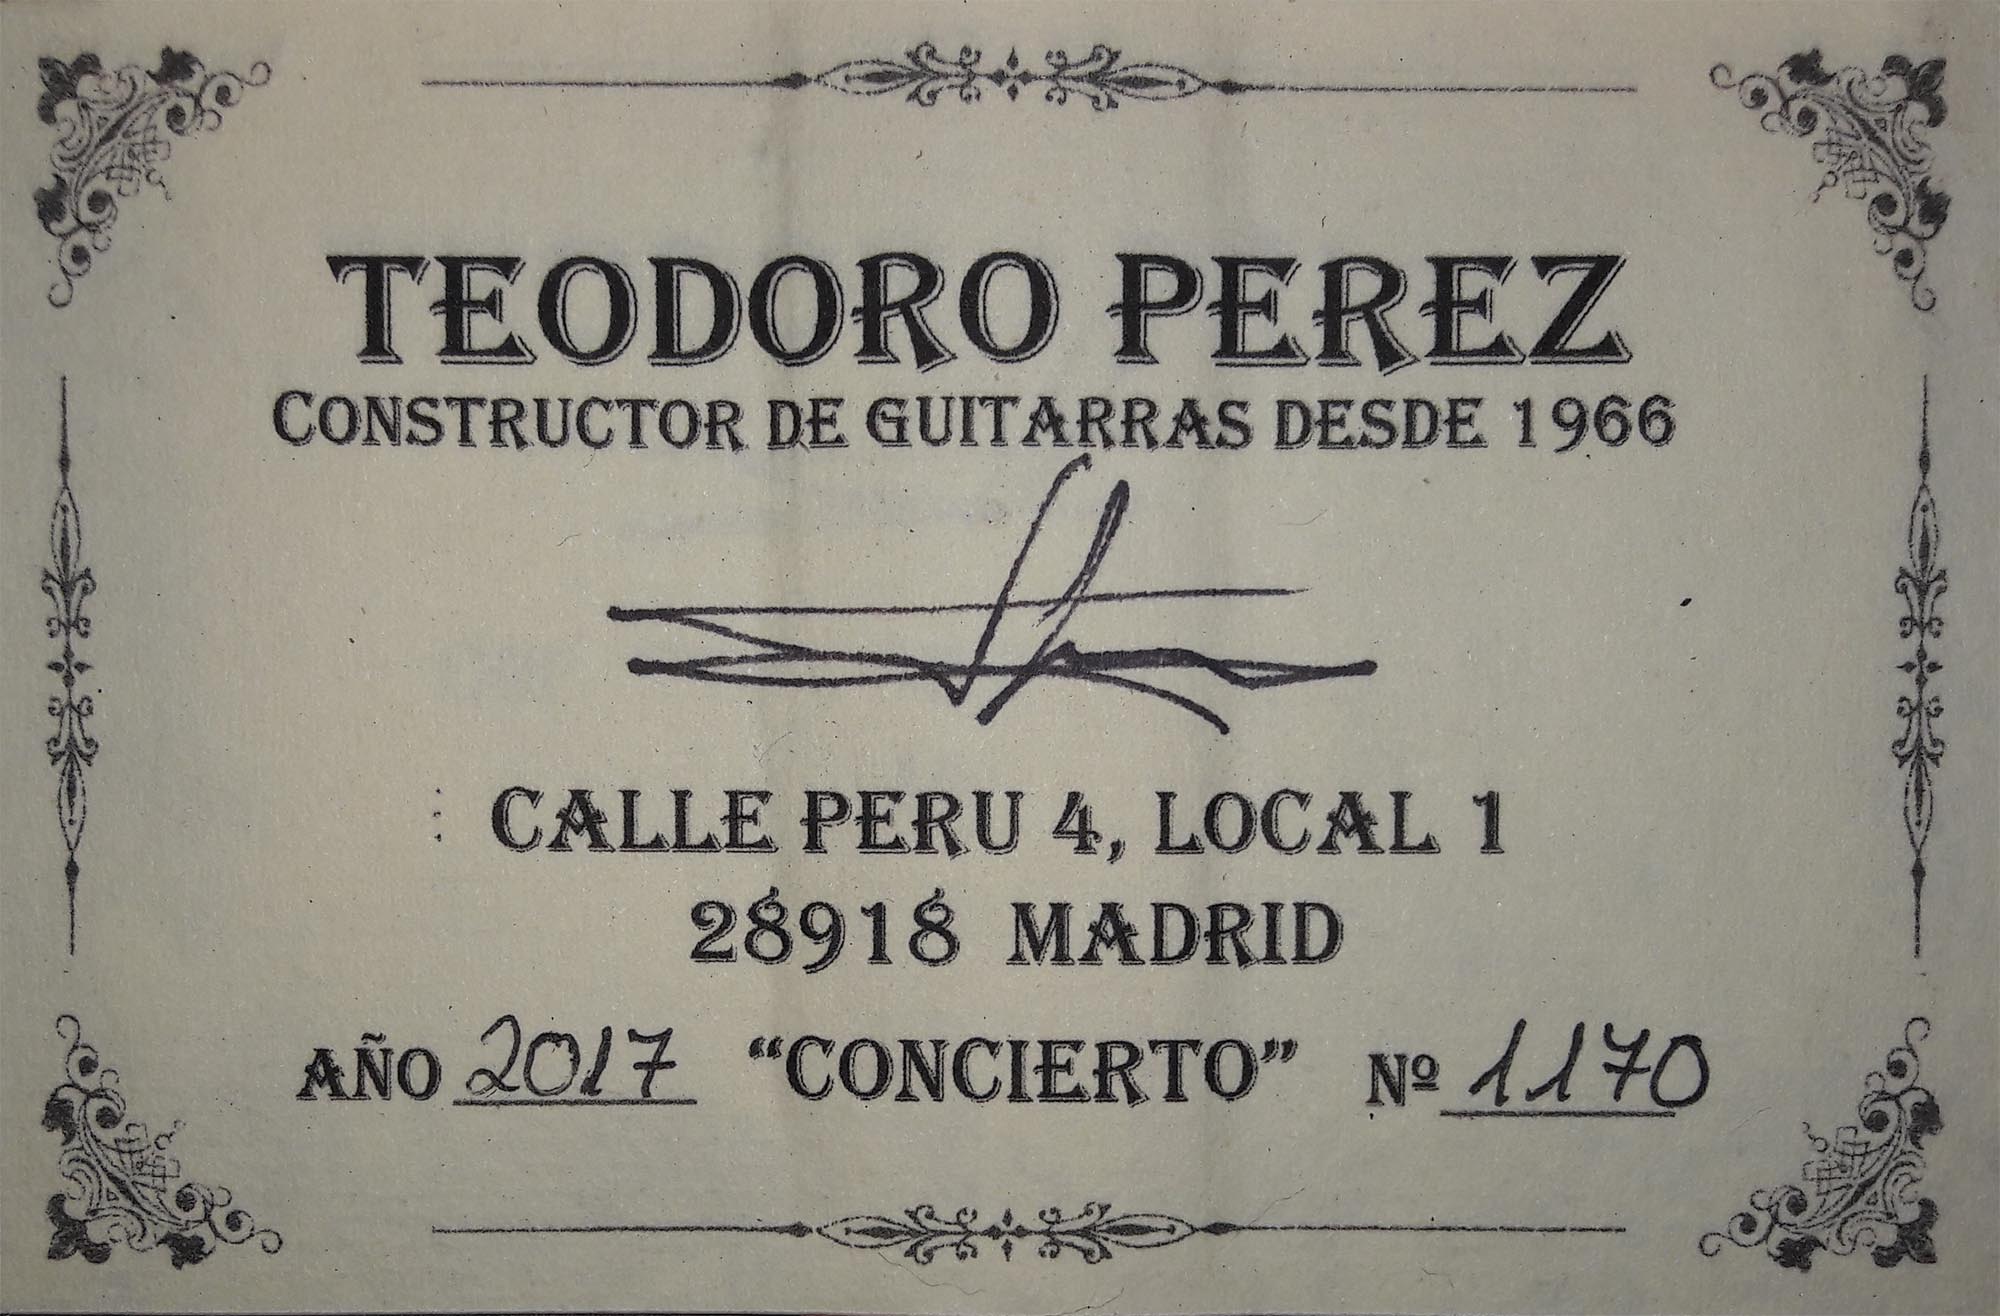 TEODORO PEREZ
CONSTRUCTOR DE GUITARRAS DESDE 1966
CALLE PERU 4, LOCAL 1
28918 MADRID
AÑO 2017 “CONCIERTO” Nº 1170